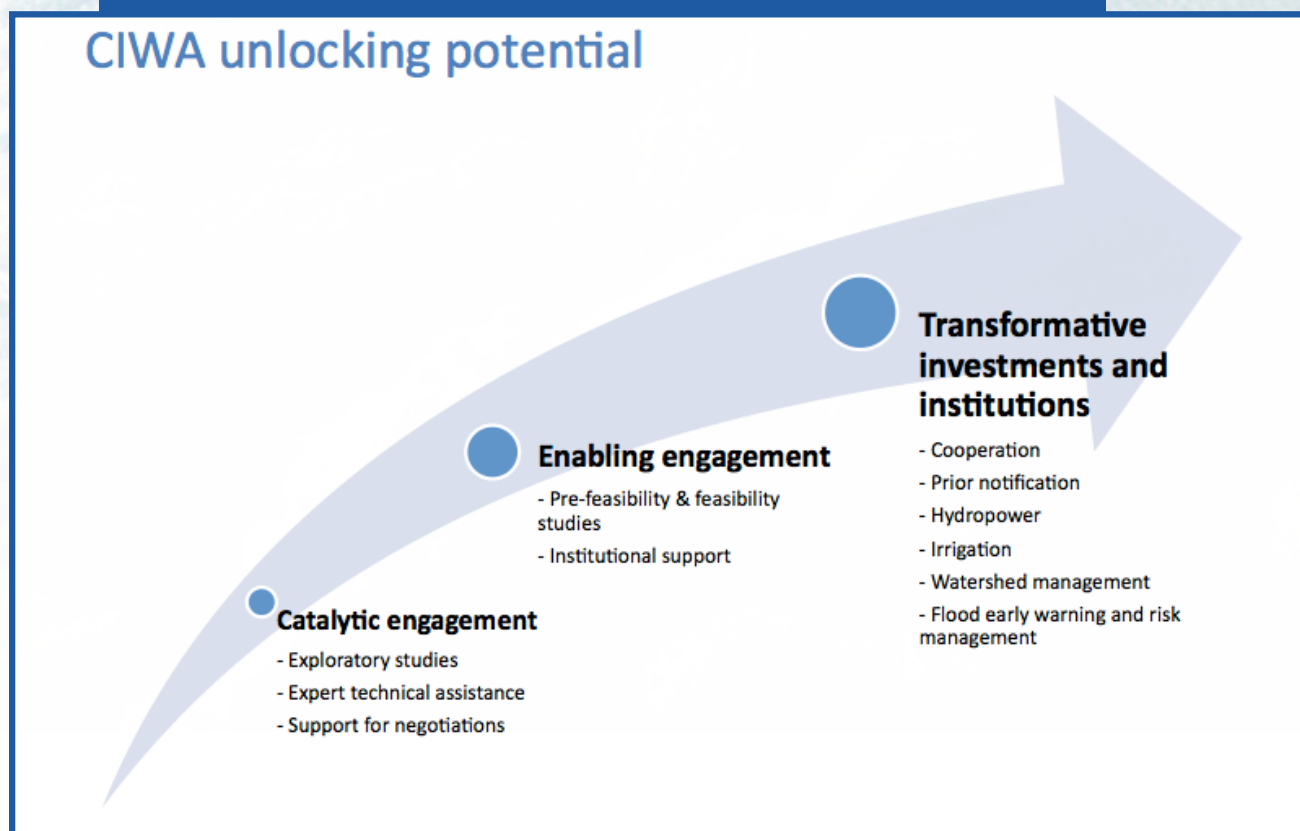 CIWA unlocking potential
Catalytic engagement
- Exploratory studies
- Expert technical assistance
- Support for negotiations
Enabling engagement
- Pre-feasibility & feasibility
studies
- Institutional support
Transformative
investments and
institutions
- Cooperation
- Prior notification
- Hydropower
- Irrigation
- Watershed management
- Flood early warning and risk
management